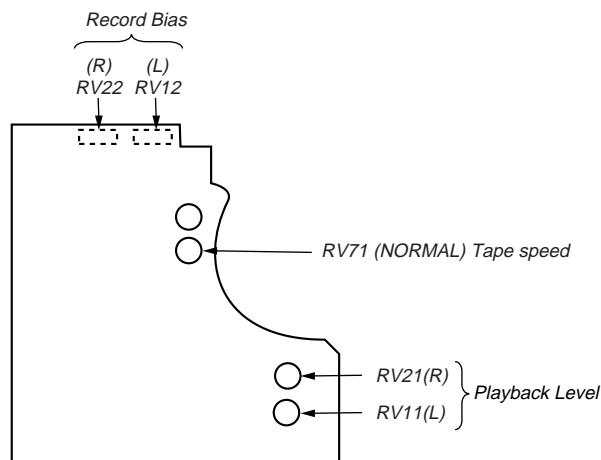 Record Bias
(R) (L)
RV22 RV12
RV71 (NORMAL) Tape speed
RV21(R)
Playback Level
RV11(L)